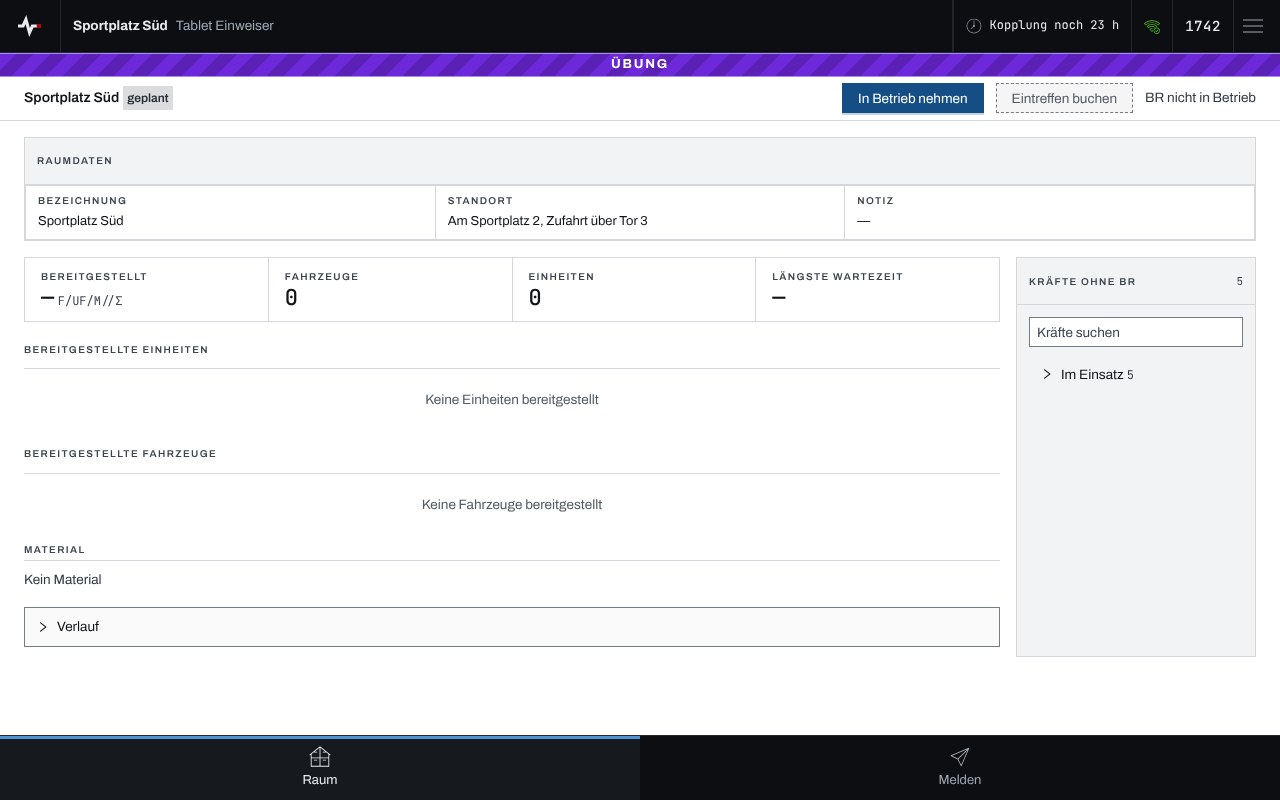 Sportplatz Süd Tablet Einweiser
Kopplung noch 23 h
1742
ÜBUNG
Sportplatz Süd geplant
In Betrieb nehmen
Eintreffen buchen
BR nicht in Betrieb
RAUMDATEN
BEZEICHNUNG
Sportplatz Süd
STANDORT
Am Sportplatz 2, Zufahrt über Tor 3
NOTIZ
—
BEREITGESTELLT
— F/UF/M//Σ
FAHRZEUGE
0
EINHEITEN
0
LÄNGSTE WARTEZEIT
—
BEREITGESTELLTE EINHEITEN
Keine Einheiten bereitgestellt
BEREITGESTELLTE FAHRZEUGE
Keine Fahrzeuge bereitgestellt
MATERIAL
Kein Material
Verlauf
KRÄFTE OHNE BR 5
Kräfte suchen
Im Einsatz 5
Raum
Melden